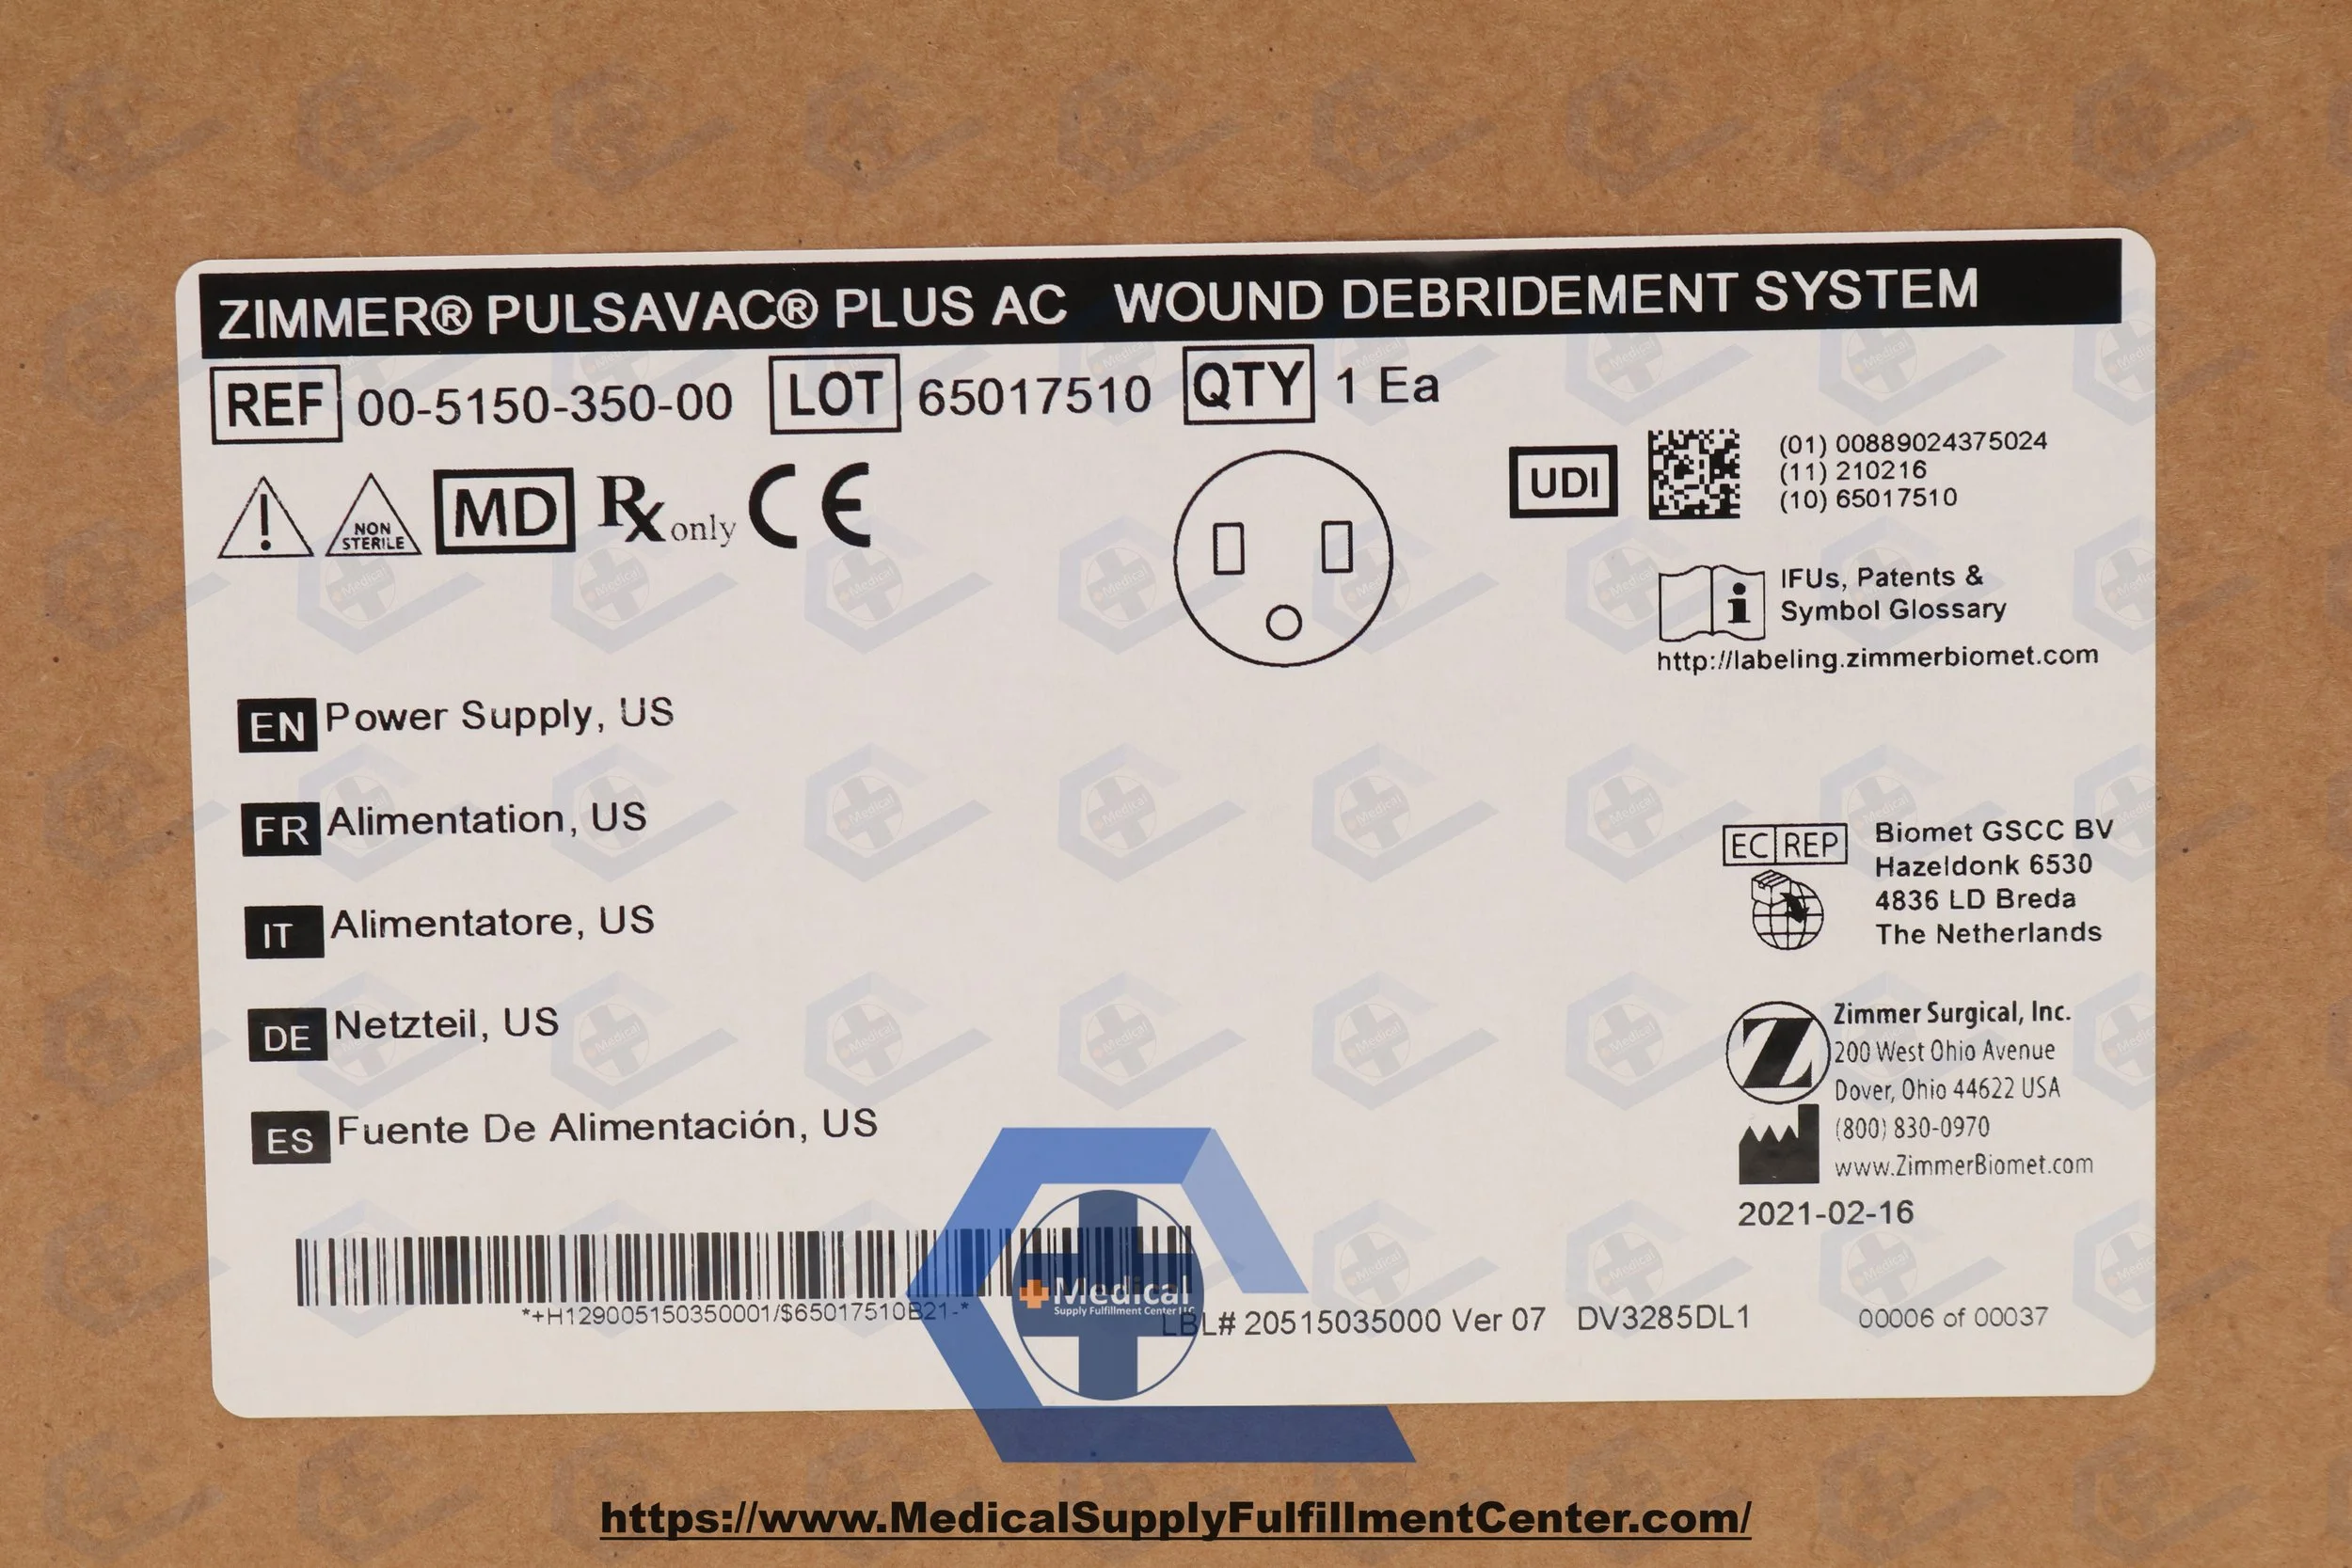 ZIMMER® PULSAVAC® PLUS AC WOUND DEBRIDEMENT SYSTEM
REF 00-5150-350-00 LOT 65017510 QTY 1 Ea
NON STERILE MD Rx only CE
UDI
(01) 00889024375024
(11) 210216
(10) 65017510
i
IFUs, Patents &
Symbol Glossary
http://labeling.zimmerbiomet.com
EN Power Supply, US
FR Alimentation, US
IT Alimentatore, US
DE Netzteil, US
ES Fuente De Alimentación, US
EC REP
Biomet GSCC BV
Hazeldonk 6530
4836 LD Breda
The Netherlands
Z
Zimmer Surgical, Inc.
200 West Ohio Avenue
Dover, Ohio 44622 USA
(800) 830-0970
www.ZimmerBiomet.com
2021-02-16
*+H129005150350001/$65017510B21-*
LBL# 20515035000 Ver 07 DV3285DL1 00006 of 00037
Medical
Supply Fulfillment Center LLC
https://www.MedicalSupplyFulfillmentCenter.com/